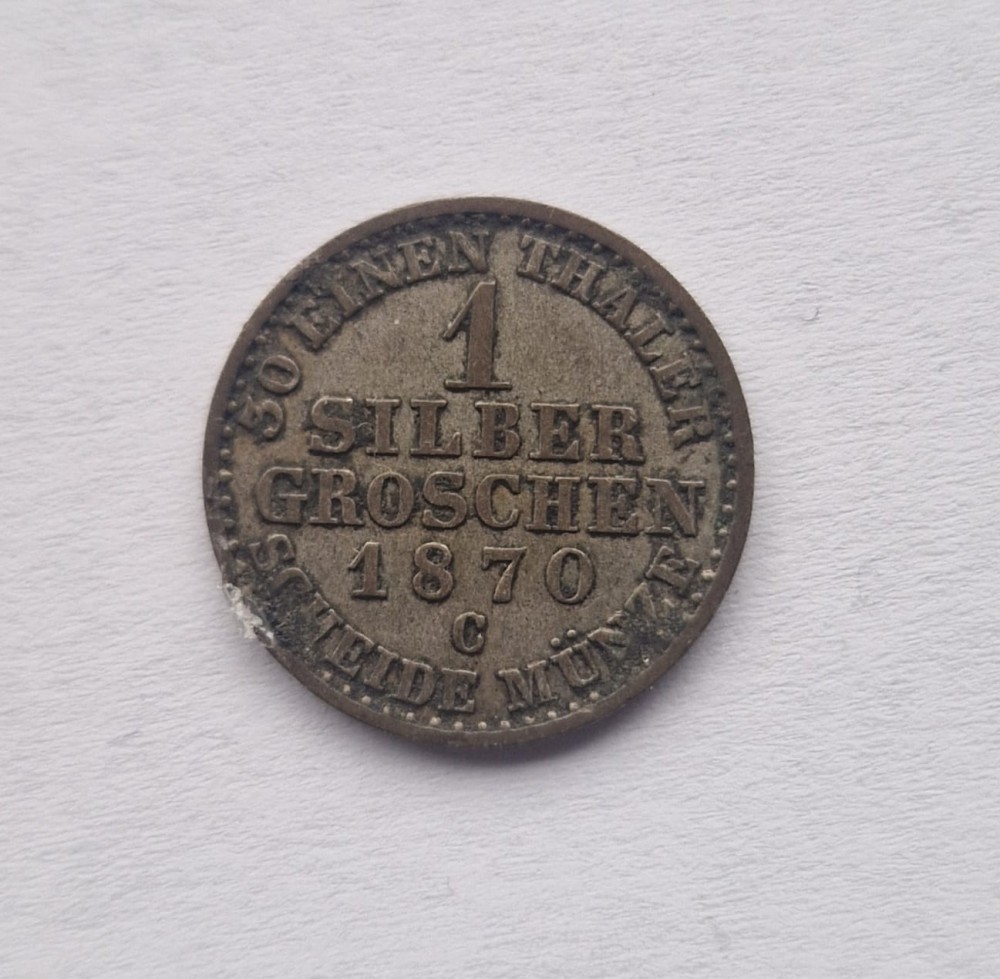 30 EINEN THALER
1
SILBER
GROSCHEN
1870
C
SCHEIDE MÜNZE